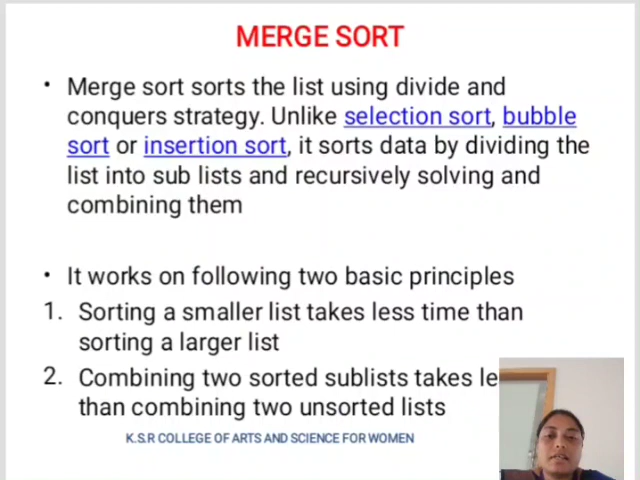 MERGE SORT
• Merge sort sorts the list using divide and
conquers strategy. Unlike selection sort, bubble
sort or insertion sort, it sorts data by dividing the
list into sub lists and recursively solving and
combining them
• It works on following two basic principles
1. Sorting a smaller list takes less time than
sorting a larger list
2. Combining two sorted sublists takes
than combining two unsorted lists
K.S.R COLLEGE OF ARTS AND SCIENCE FOR WOMEN